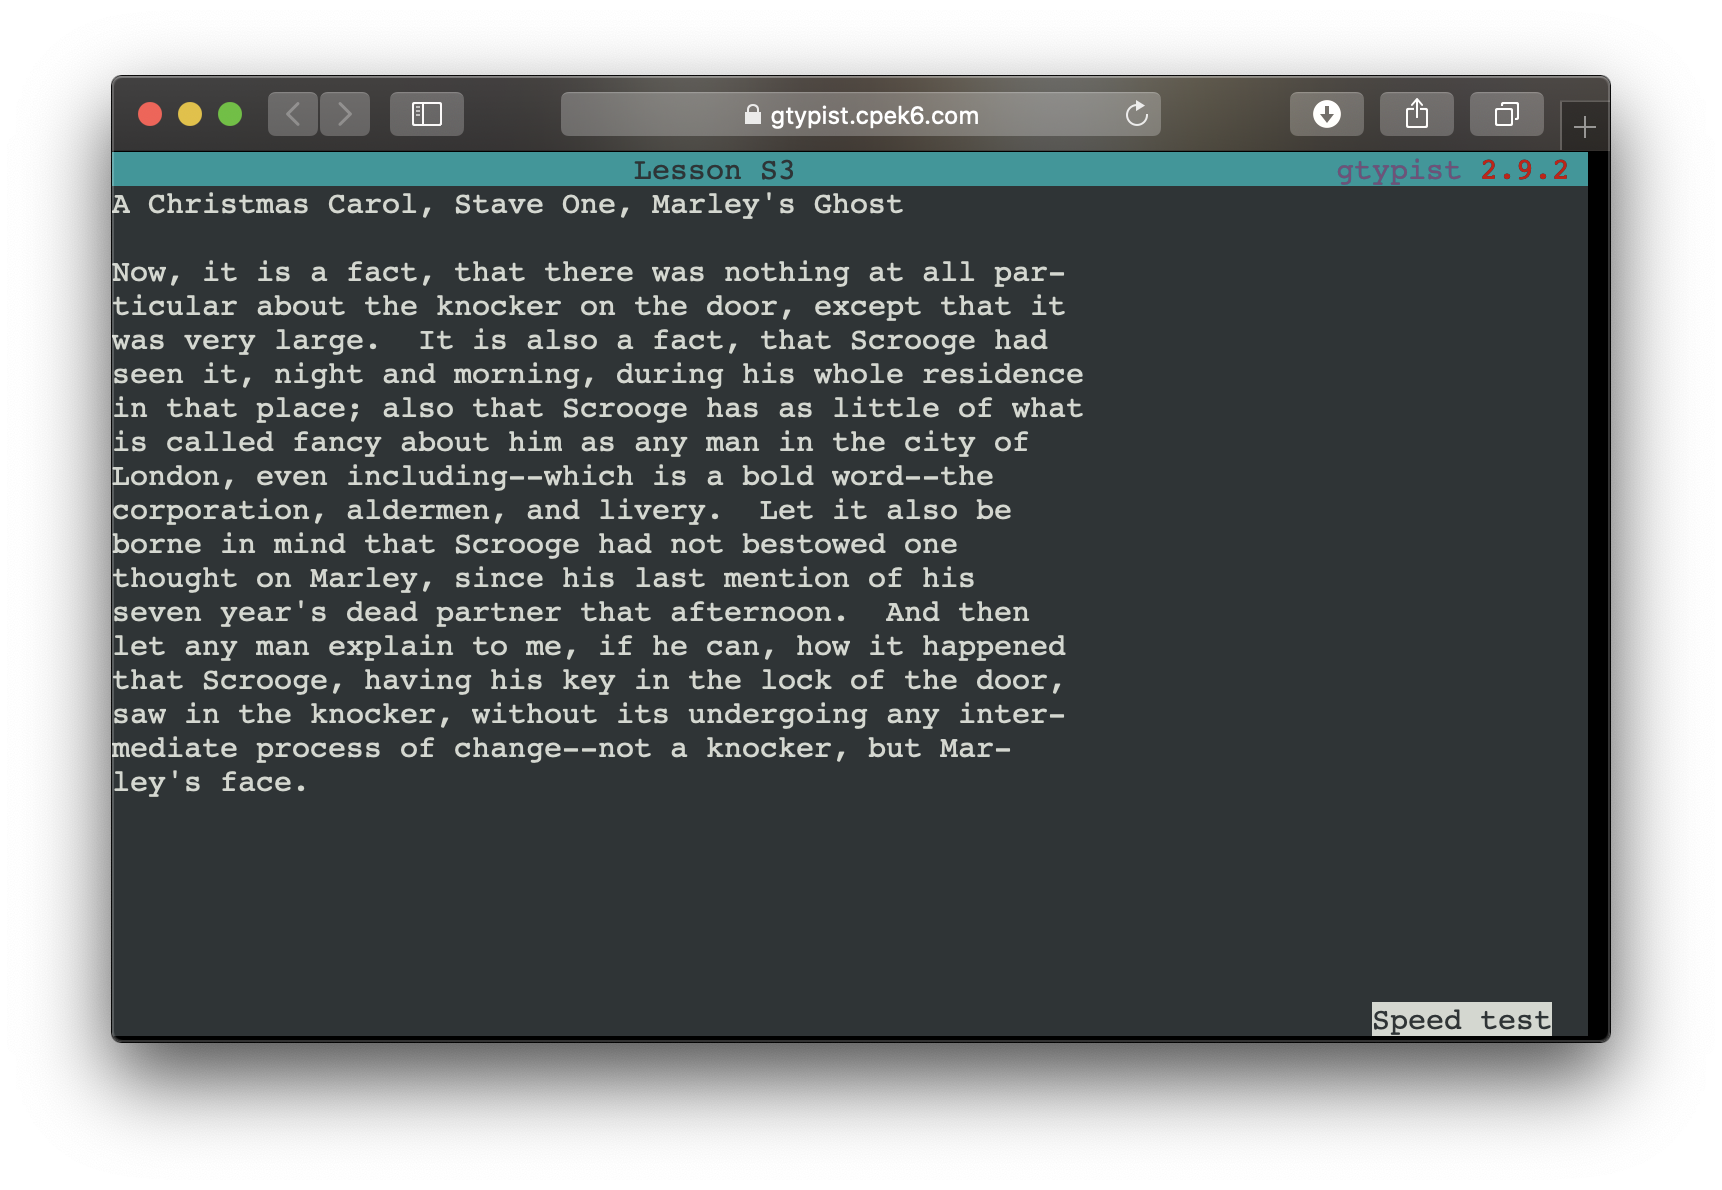 gtypist.cpek6.com
Lesson S3 gtypist 2.9.2
A Christmas Carol, Stave One, Marley's Ghost
Now, it is a fact, that there was nothing at all par-
ticular about the knocker on the door, except that it
was very large.  It is also a fact, that Scrooge had
seen it, night and morning, during his whole residence
in that place; also that Scrooge has as little of what
is called fancy about him as any man in the city of
London, even including--which is a bold word--the
corporation, aldermen, and livery.  Let it also be
borne in mind that Scrooge had not bestowed one
thought on Marley, since his last mention of his
seven year's dead partner that afternoon.  And then
let any man explain to me, if he can, how it happened
that Scrooge, having his key in the lock of the door,
saw in the knocker, without its undergoing any inter-
mediate process of change--not a knocker, but Mar-
ley's face.
Speed test